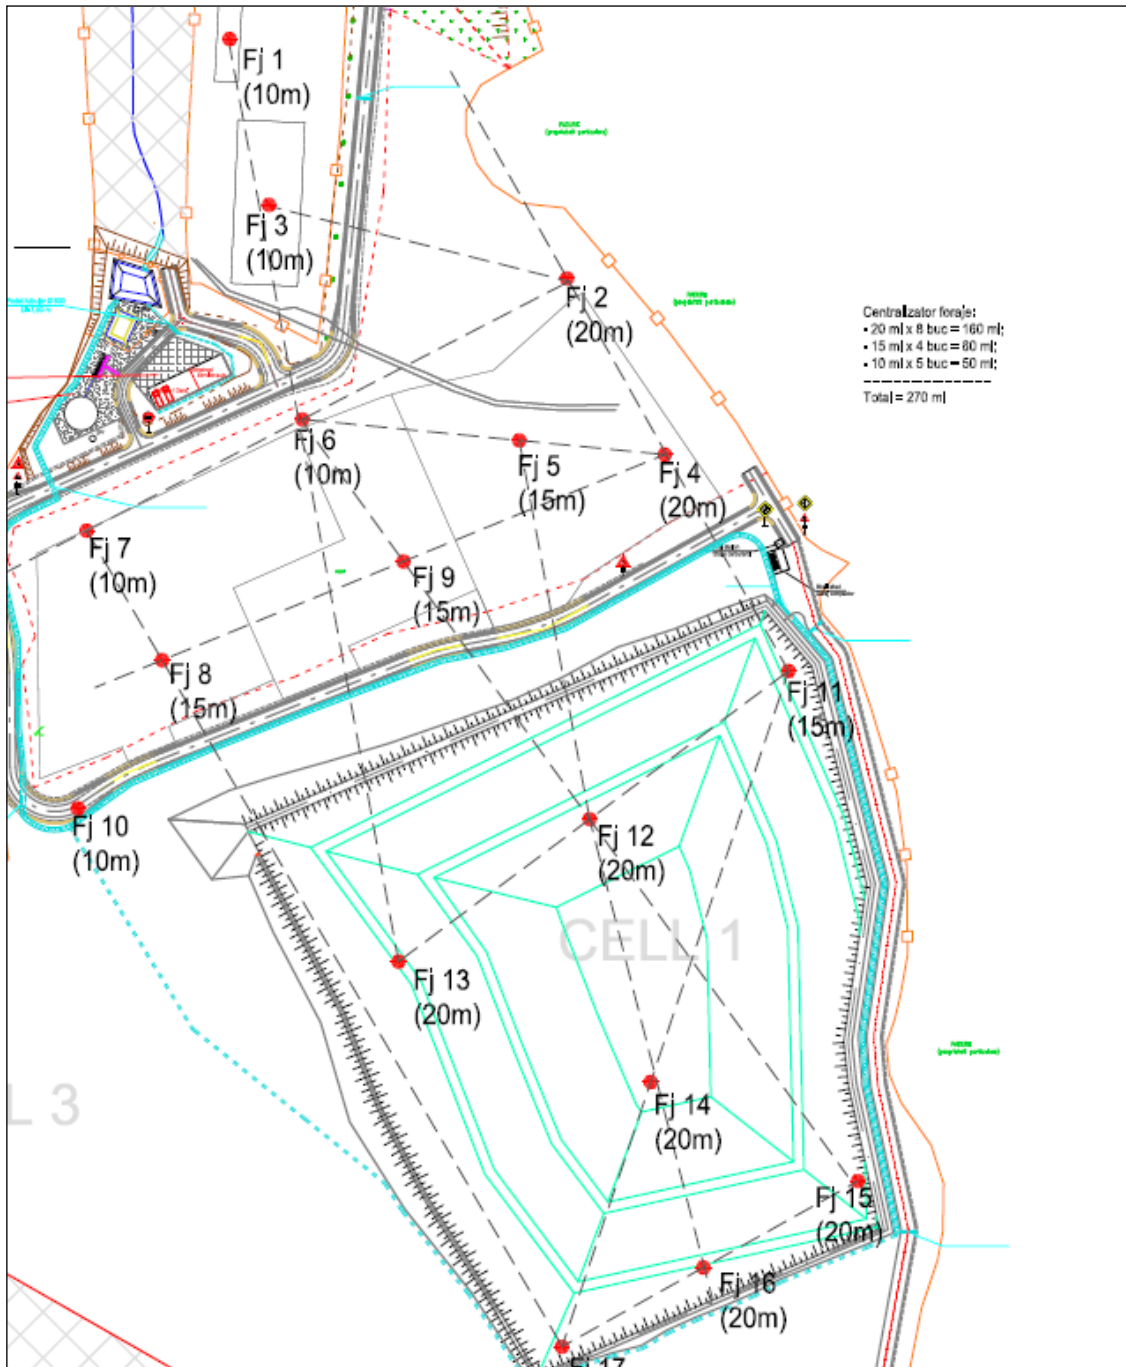 Fj 1
(10m)
Fj 3
(10m)
Fj 2
(20m)
Centralizator foraje:
- 20 ml x 8 buc = 160 ml;
- 15 ml x 4 buc = 60 ml;
- 10 ml x 5 buc = 50 ml;
Total = 270 ml
Fj 6
(10m)
Fj 5
(15m)
Fj 4
(20m)
Fj 7
(10m)
Fj 9
(15m)
Fj 8
(15m)
Fj 11
(15m)
Fj 10
(10m)
Fj 12
(20m)
CELL 1
Fj 13
(20m)
L 3
Fj 14
(20m)
Fj 15
(20m)
Fj 16
(20m)
Fj 17